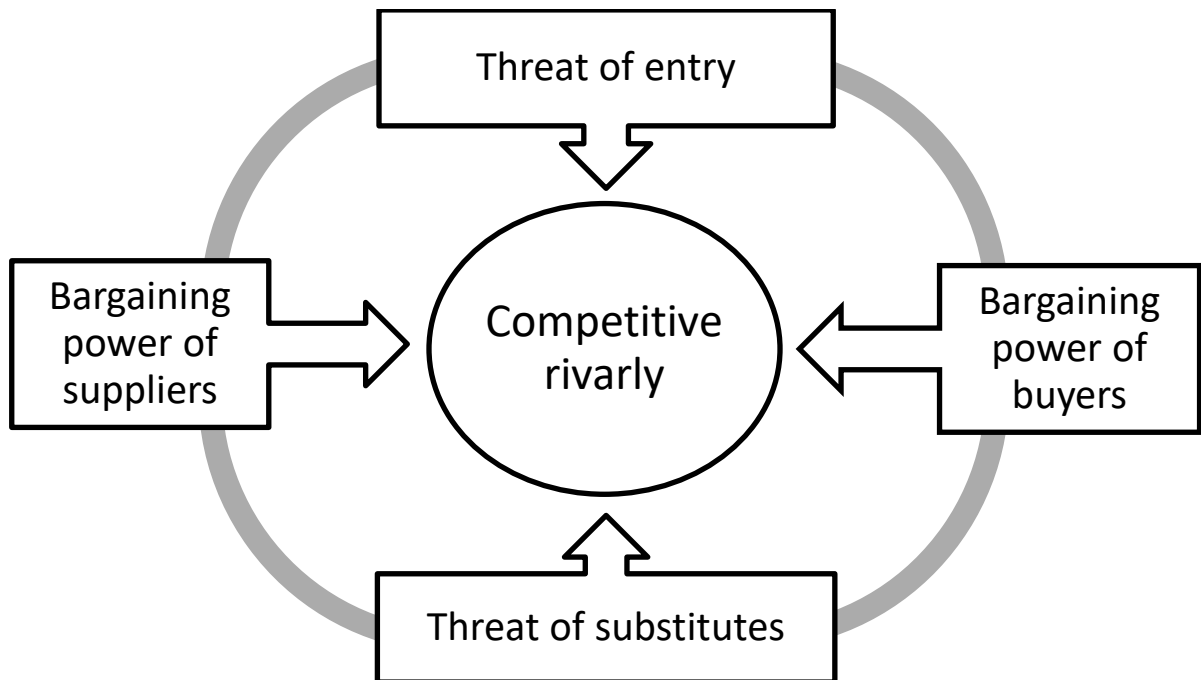 Threat of entry
Bargaining
power of
suppliers
Competitive
rivarly
Bargaining
power of
buyers
Threat of substitutes